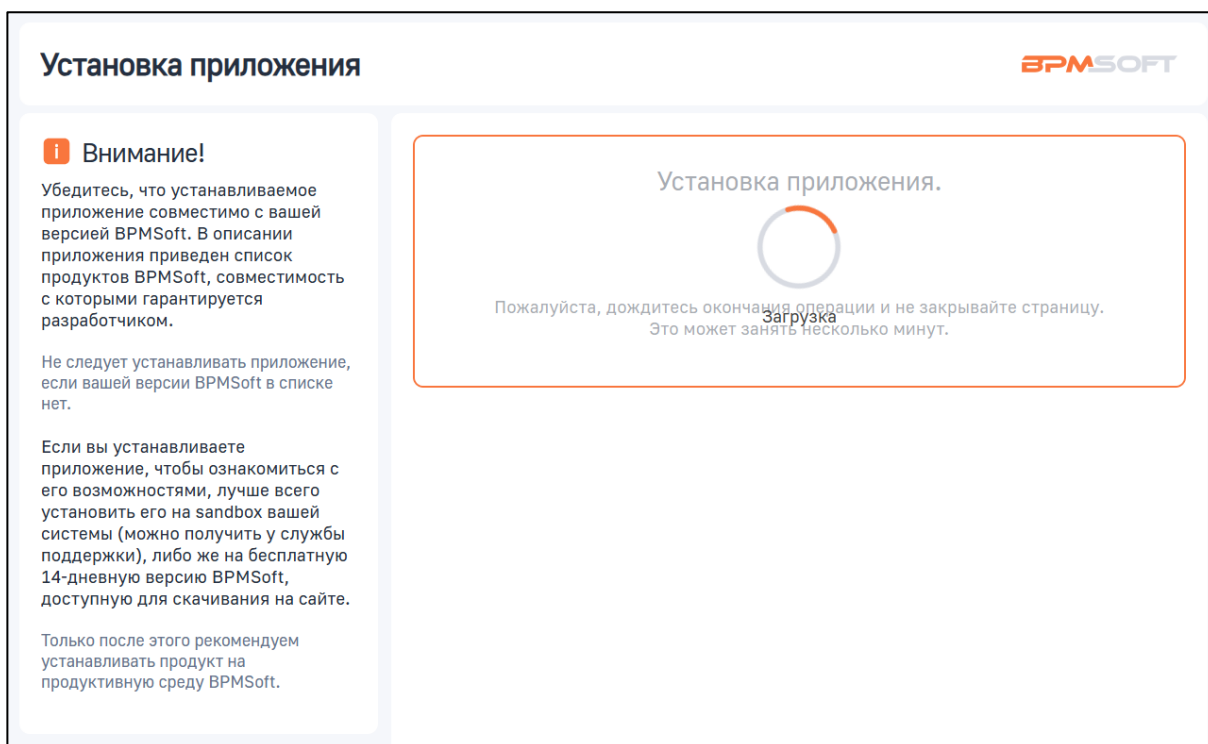 Установка приложения
BPMSOFT
Внимание!
Убедитесь, что устанавливаемое
приложение совместимо с вашей
версией BPMSoft. В описании
приложения приведен список
продуктов BPMSoft, совместимость
с которыми гарантируется
разработчиком.
Не следует устанавливать приложение,
если вашей версии BPMSoft в списке
нет.
Если вы устанавливаете
приложение, чтобы ознакомиться с
его возможностями, лучше всего
установить его на sandbox вашей
системы (можно получить у службы
поддержки), либо же на бесплатную
14-дневную версию BPMSoft,
доступную для скачивания на сайте.
Только после этого рекомендуем
устанавливать продукт на
продуктивную среду BPMSoft.
Установка приложения.
Пожалуйста, дождитесь окончания операции и не закрывайте страницу.
Загрузка
Это может занять несколько минут.